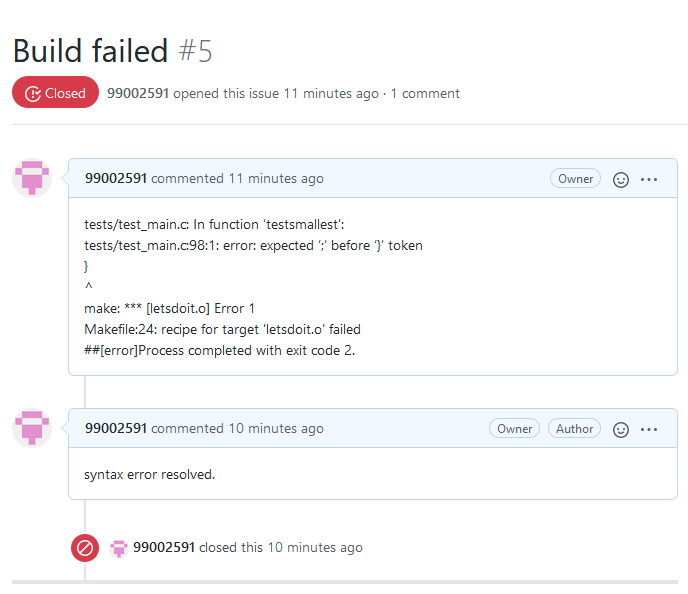 Build failed #5
Closed 99002591 opened this issue 11 minutes ago · 1 comment
99002591 commented 11 minutes ago Owner
tests/test_main.c: In function ‘testsmallest’:
tests/test_main.c:98:1: error: expected ‘;’ before ‘}’ token
}
^
make: *** [letsdoit.o] Error 1
Makefile:24: recipe for target 'letsdoit.o' failed
##[error]Process completed with exit code 2.
99002591 commented 10 minutes ago Owner Author
syntax error resolved.
99002591 closed this 10 minutes ago